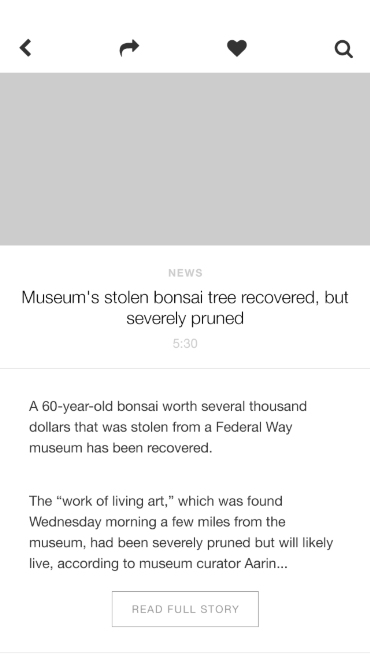 NEWS
Museum's stolen bonsai tree recovered, but
severely pruned
5:30
A 60-year-old bonsai worth several thousand
dollars that was stolen from a Federal Way
museum has been recovered.
The “work of living art,” which was found
Wednesday morning a few miles from the
museum, had been severely pruned but will likely
live, according to museum curator Aarin...
READ FULL STORY